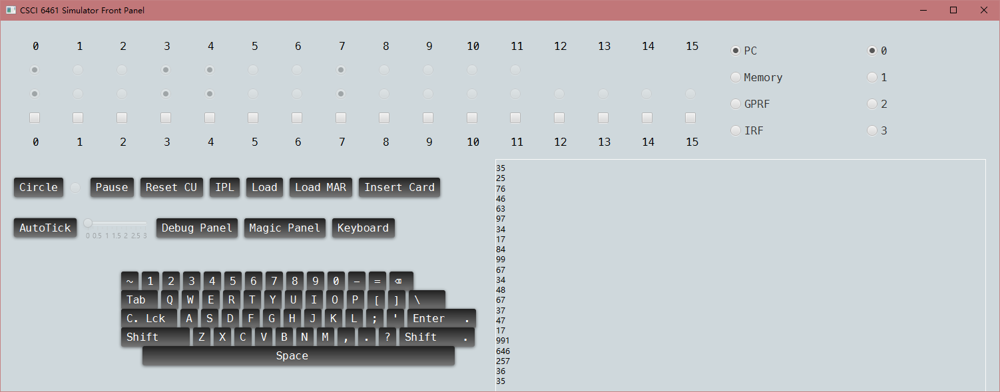 CSCI 6461 Simulator Front Panel
0 1 2 3 4 5 6 7 8 9 10 11 12 13 14 15
PC 0
Memory 1
GPRF 2
IRF 3
0 1 2 3 4 5 6 7 8 9 10 11 12 13 14 15
Circle Pause Reset CU IPL Load Load MAR Insert Card
AutoTick 0 0.5 1 1.5 2 2.5 3 Debug Panel Magic Panel Keyboard
~ 1 2 3 4 5 6 7 8 9 0 - = ⌫
Tab Q W E R T Y U I O P [ ] \
C. Lck A S D F G H J K L ; ' Enter .
Shift Z X C V B N M , . ? Shift .
Space
35
25
76
46
63
97
34
17
84
99
67
34
48
67
37
47
17
991
646
257
36
35